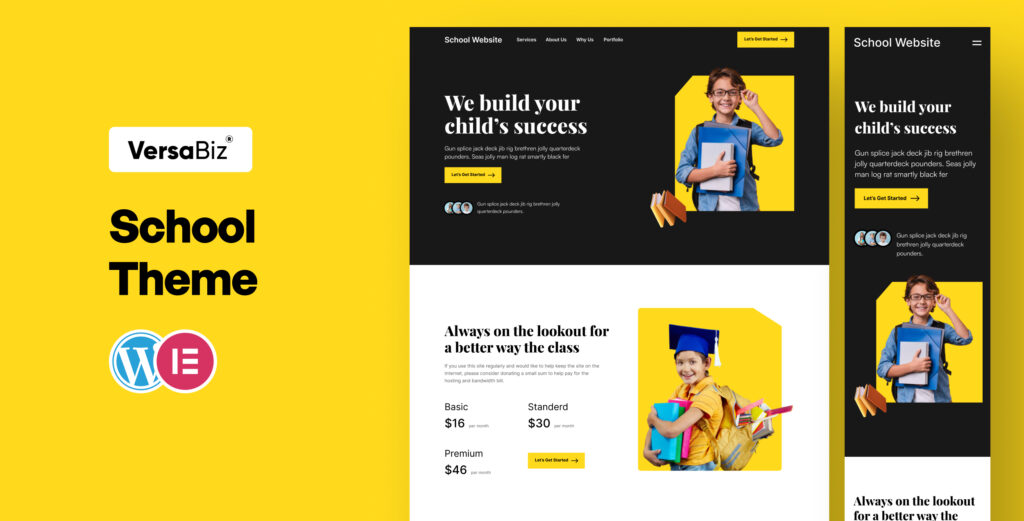 VersaBiz®
School
Theme
School Website
Services
About Us
Why Us
Portfolio
Let's Get Started
We build your
child's success
Gun splice jack deck jib rig brethren jolly quarterdeck
pounders. Seas jolly man log rat smartly black fer
Let's Get Started
Gun splice jack deck jib rig brethren jolly
quarterdeck pounders.
Always on the lookout for
a better way the class
If you use this site regularly and would like to help keep the site on the
Internet, please consider donating a small sum to help pay for the
hosting and bandwidth bill.
Basic
$16 per month
Standerd
$30 per month
Premium
$46 per month
Let's Get Started
School Website
We build your
child's success
Gun splice jack deck jib rig brethren
jolly quarterdeck pounders. Seas jolly
man log rat smartly black fer
Let's Get Started
Gun splice jack deck jib rig
brethren jolly quarterdeck
pounders.
Always on the lookout
for a better way the